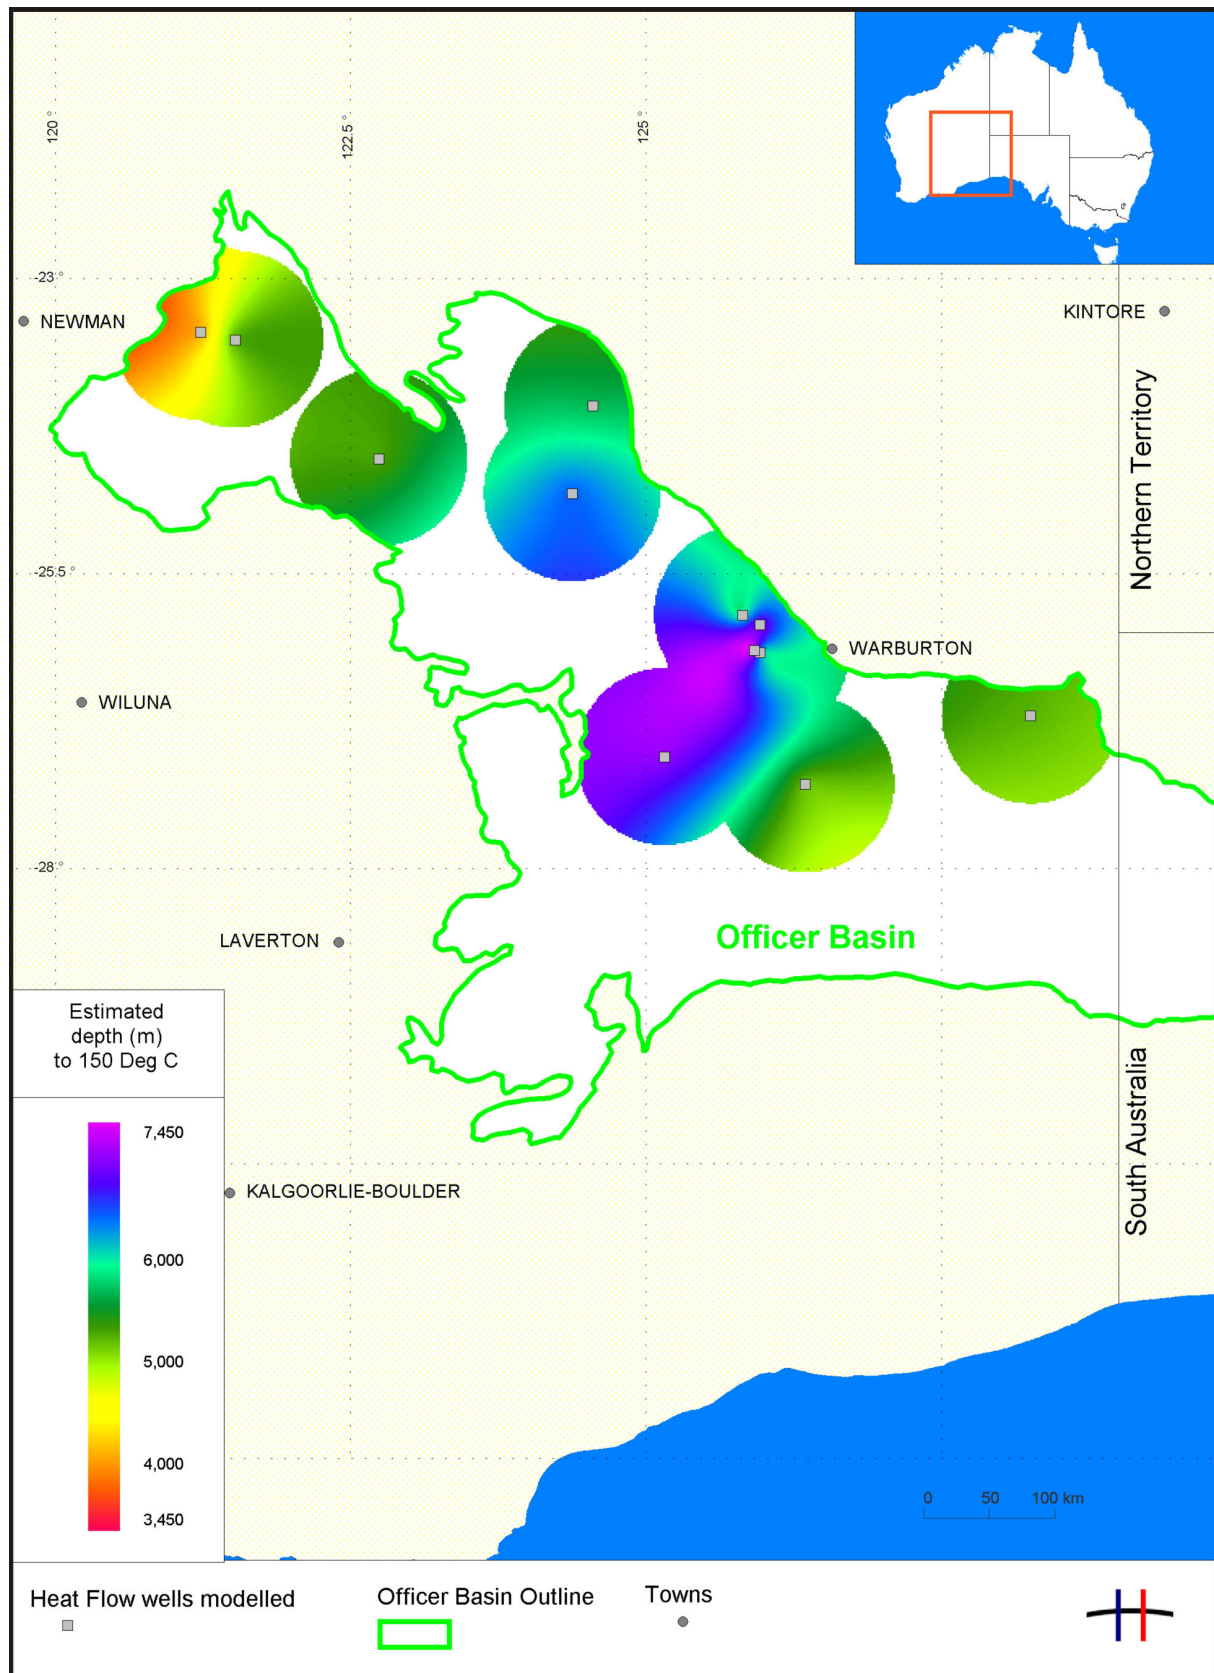 120 °
122.5 °
125 °
-23 °
NEWMAN
KINTORE
Northern Territory
-25.5 °
WARBURTON
WILUNA
-28 °
LAVERTON
Officer Basin
Estimated
depth (m)
to 150 Deg C
South Australia
7,450
KALGOORLIE-BOULDER
6,000
5,000
4,000
3,450
0 50 100 km
Heat Flow wells modelled
Officer Basin Outline
Towns